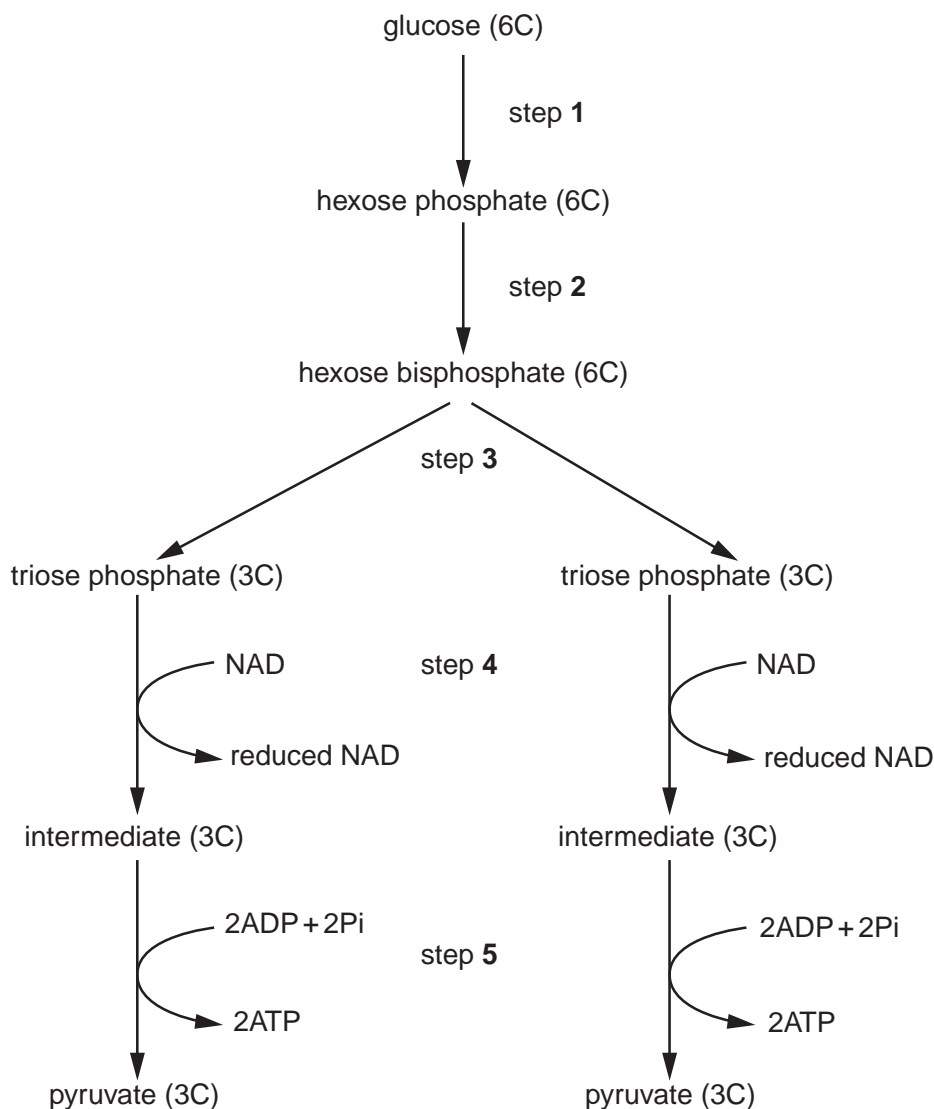 glucose (6C)
step 1
hexose phosphate (6C)
step 2
hexose bisphosphate (6C)
step 3
triose phosphate (3C) triose phosphate (3C)
NAD step 4 NAD
reduced NAD reduced NAD
intermediate (3C) intermediate (3C)
2ADP + 2Pi step 5 2ADP + 2Pi
2ATP 2ATP
pyruvate (3C) pyruvate (3C)